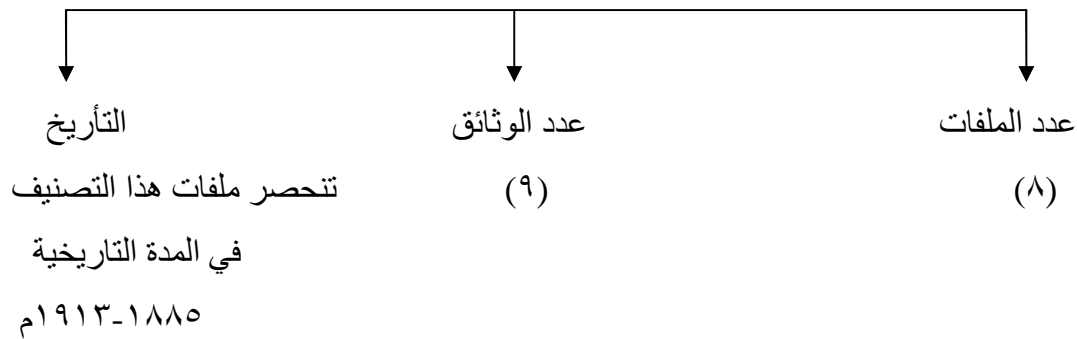 عدد الملفات
(٨)
عدد الوثائق
(٩)
التأريخ
تنحصر ملفات هذا التصنيف
في المدة التاريخية
١٨٨٥-١٩١٣م